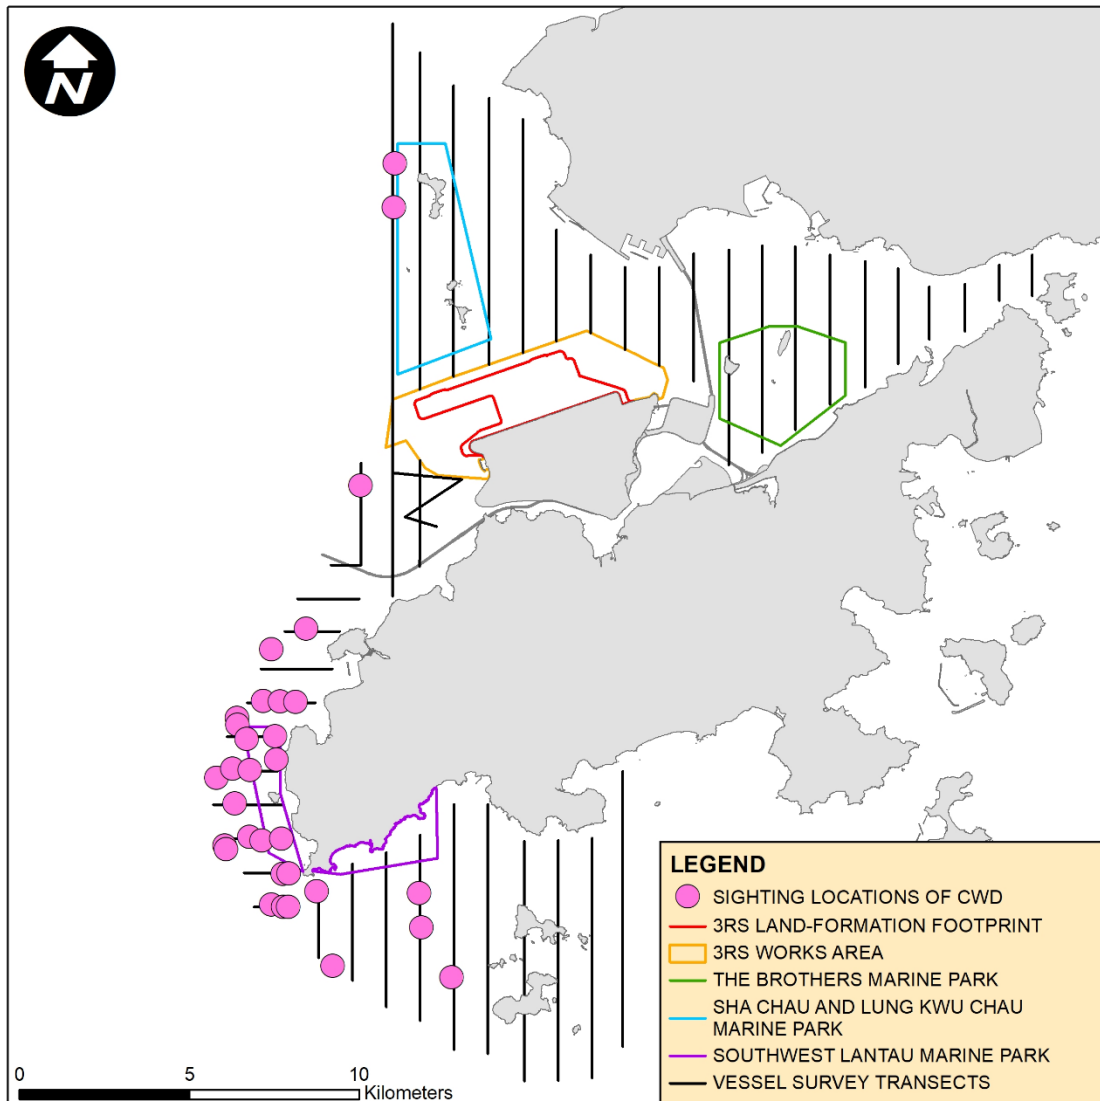 N
LEGEND
SIGHTING LOCATIONS OF CWD
3RS LAND-FORMATION FOOTPRINT
3RS WORKS AREA
THE BROTHERS MARINE PARK
SHA CHAU AND LUNG KWU CHAU
MARINE PARK
SOUTHWEST LANTAU MARINE PARK
VESSEL SURVEY TRANSECTS
0 5 10
Kilometers